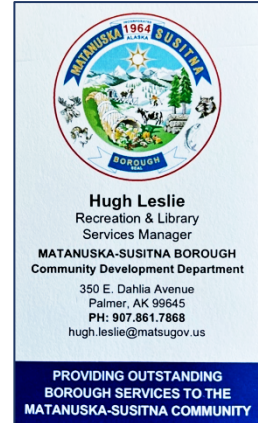 INCORPORATED IN
1964
ALASKA
MATANUSKA SUSITNA
BOROUGH
SEAL
Hugh Leslie
Recreation & Library
Services Manager
MATANUSKA-SUSITNA BOROUGH
Community Development Department
350 E. Dahlia Avenue
Palmer, AK 99645
PH: 907.861.7868
hugh.leslie@matsugov.us
PROVIDING OUTSTANDING
BOROUGH SERVICES TO THE
MATANUSKA-SUSITNA COMMUNITY